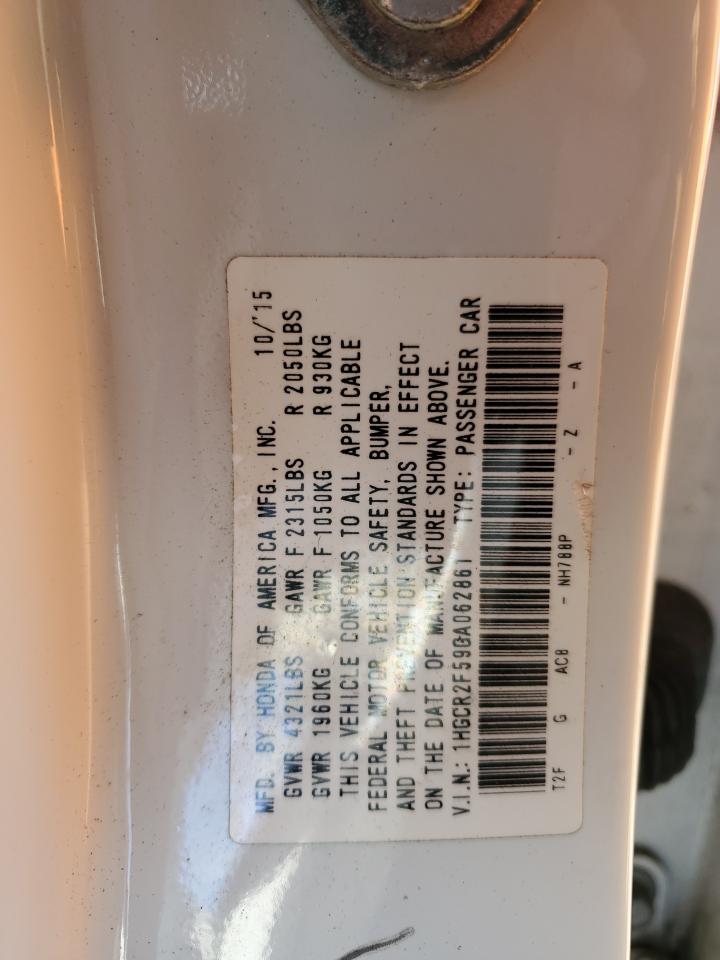 MFD. BY HONDA OF AMERICA MFG., INC. 10/'15
GVWR 4321LBS GAWR F 2315LBS R 2050LBS
GVWR 1960KG GAWR F 1050KG R 930KG
THIS VEHICLE CONFORMS TO ALL APPLICABLE
FEDERAL MOTOR VEHICLE SAFETY, BUMPER,
AND THEFT PREVENTION STANDARDS IN EFFECT
ON THE DATE OF MANUFACTURE SHOWN ABOVE.
V.I.N.: 1HGCR2F59GA062861 TYPE: PASSENGER CAR
T2F G AC8 - NH788P - Z - A